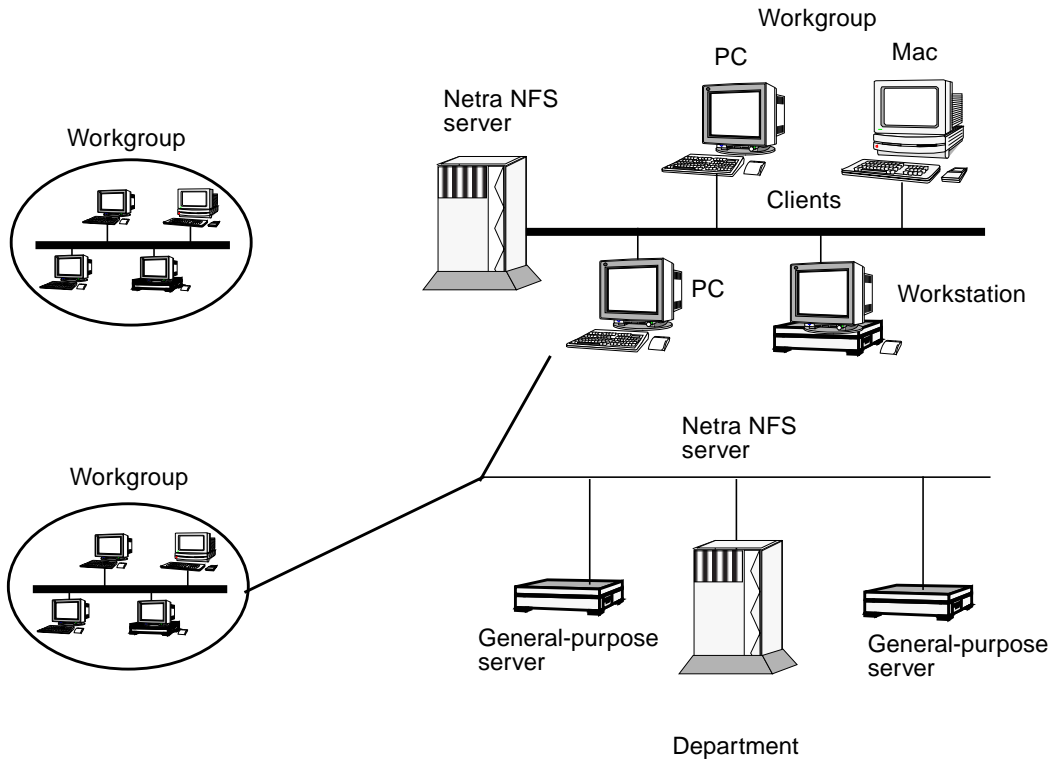 Workgroup
PC
Mac
Netra NFS
server
Workgroup
Clients
PC
Workstation
Netra NFS
server
Workgroup
General-purpose
server
General-purpose
server
Department